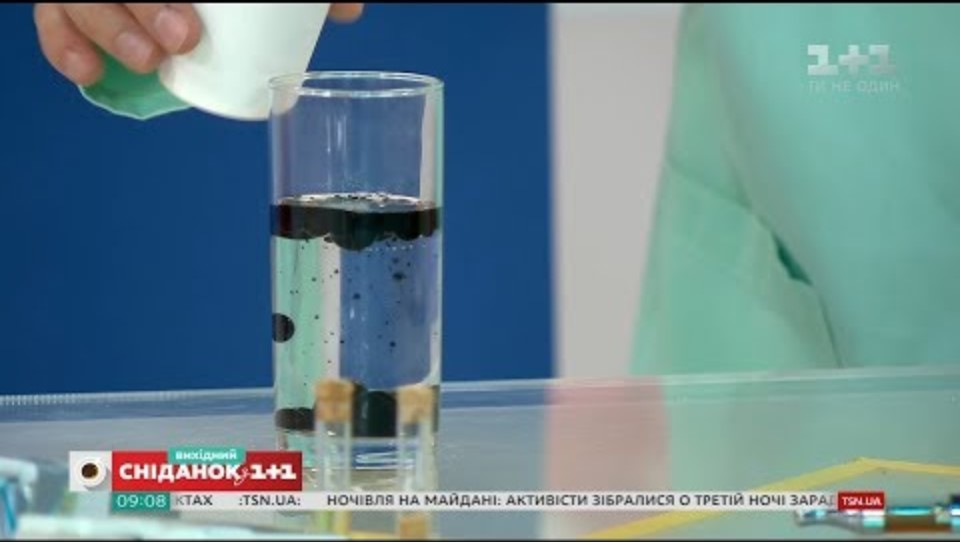 1+1
ТИ НЕ ОДИН
вихідний
СНІДАНОК з 1+1
09:08 КТАХ :TSN.UA: НОЧІВЛЯ НА МАЙДАНІ: АКТИВІСТИ ЗІБРАЛИСЯ О ТРЕТІЙ НОЧІ ЗАРАД TSN.UA